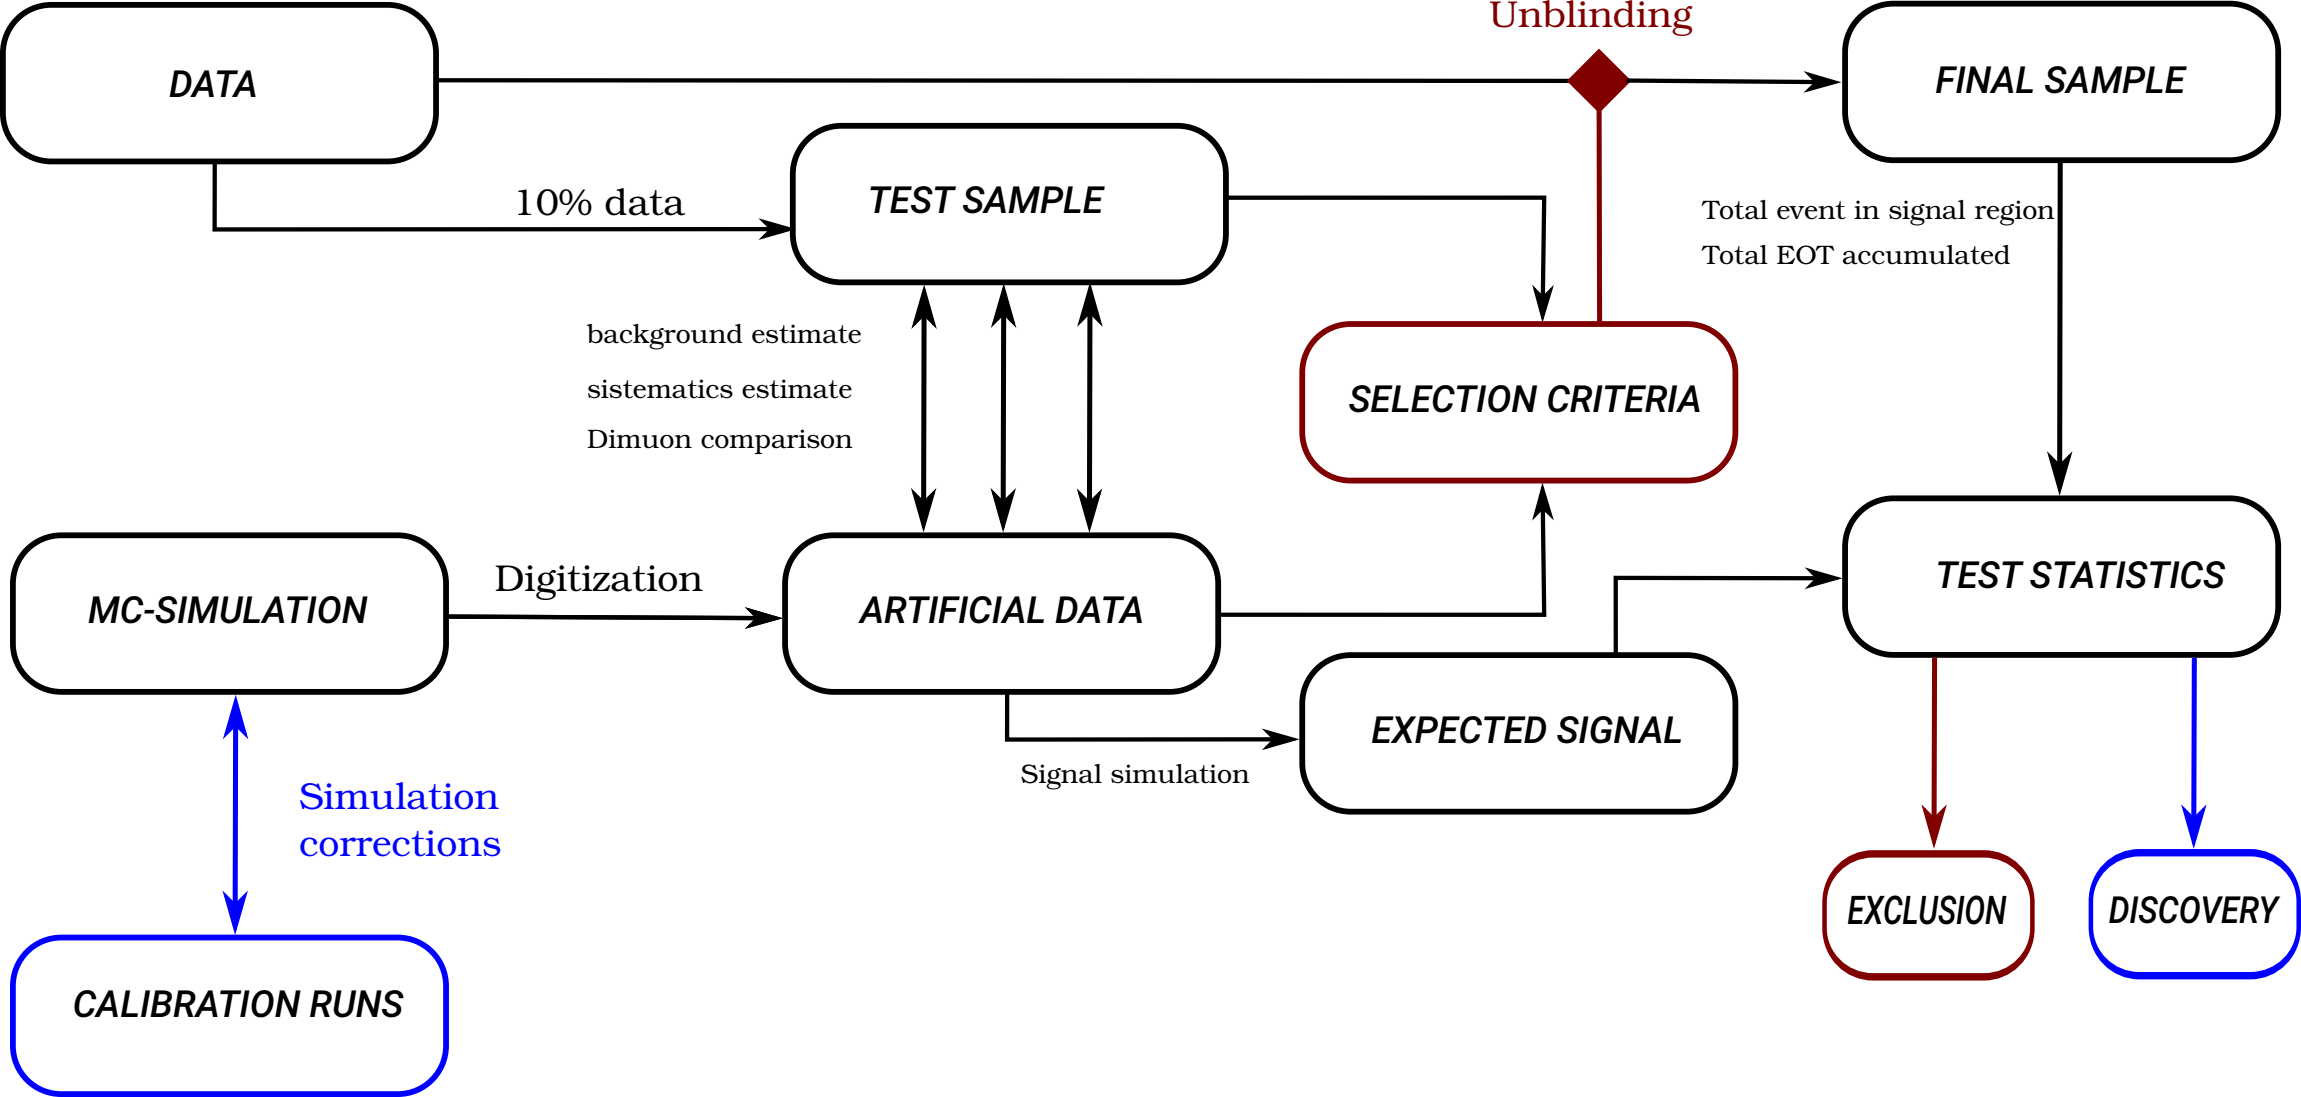 Unblinding
DATA
FINAL SAMPLE
10% data
TEST SAMPLE
Total event in signal region
Total EOT accumulated
background estimate
sistematics estimate
Dimuon comparison
SELECTION CRITERIA
MC-SIMULATION
Digitization
ARTIFICIAL DATA
TEST STATISTICS
EXPECTED SIGNAL
Signal simulation
Simulation
corrections
EXCLUSION
DISCOVERY
CALIBRATION RUNS